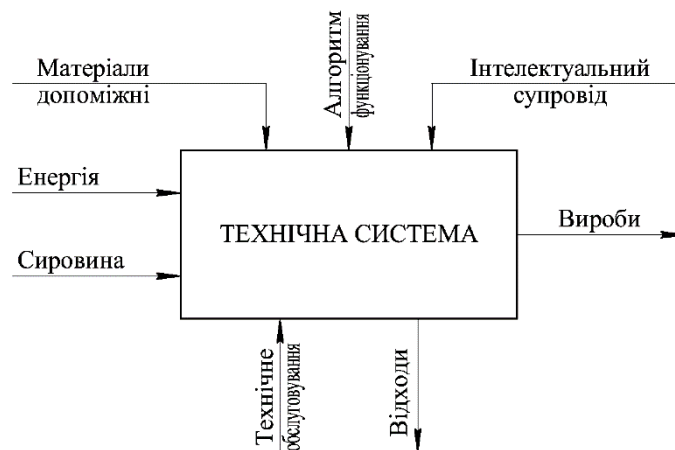 Матеріали
допоміжні
Алгоритм
функціонування
Інтелектуальний
супровід
Енергія
ТЕХНІЧНА СИСТЕМА
Вироби
Сировина
Технічне
обслуговування
Відходи